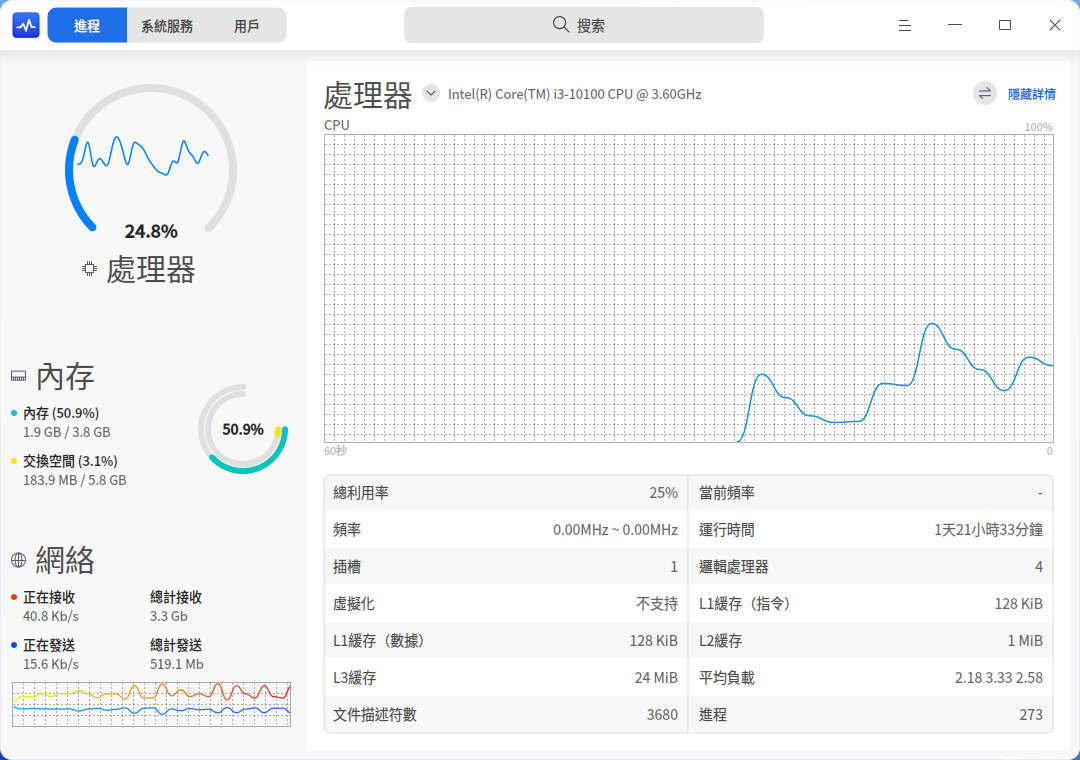 進程 系統服務 用戶 搜索
24.8%
處理器
內存
內存 (50.9%)
1.9 GB / 3.8 GB
交換空間 (3.1%)
183.9 MB / 5.8 GB
50.9%
網絡
正在接收 總計接收
40.8 Kb/s 3.3 Gb
正在發送 總計發送
15.6 Kb/s 519.1 Mb
處理器 Intel(R) Core(TM) i3-10100 CPU @ 3.60GHz 隱藏詳情
CPU 100%
60秒 0
總利用率 25% 當前頻率 -
頻率 0.00MHz ~ 0.00MHz 運行時間 1天21小時33分鐘
插槽 1 邏輯處理器 4
虛擬化 不支持 L1緩存（指令） 128 KiB
L1緩存（數據） 128 KiB L2緩存 1 MiB
L3緩存 24 MiB 平均負載 2.18 3.33 2.58
文件描述符數 3680 進程 273